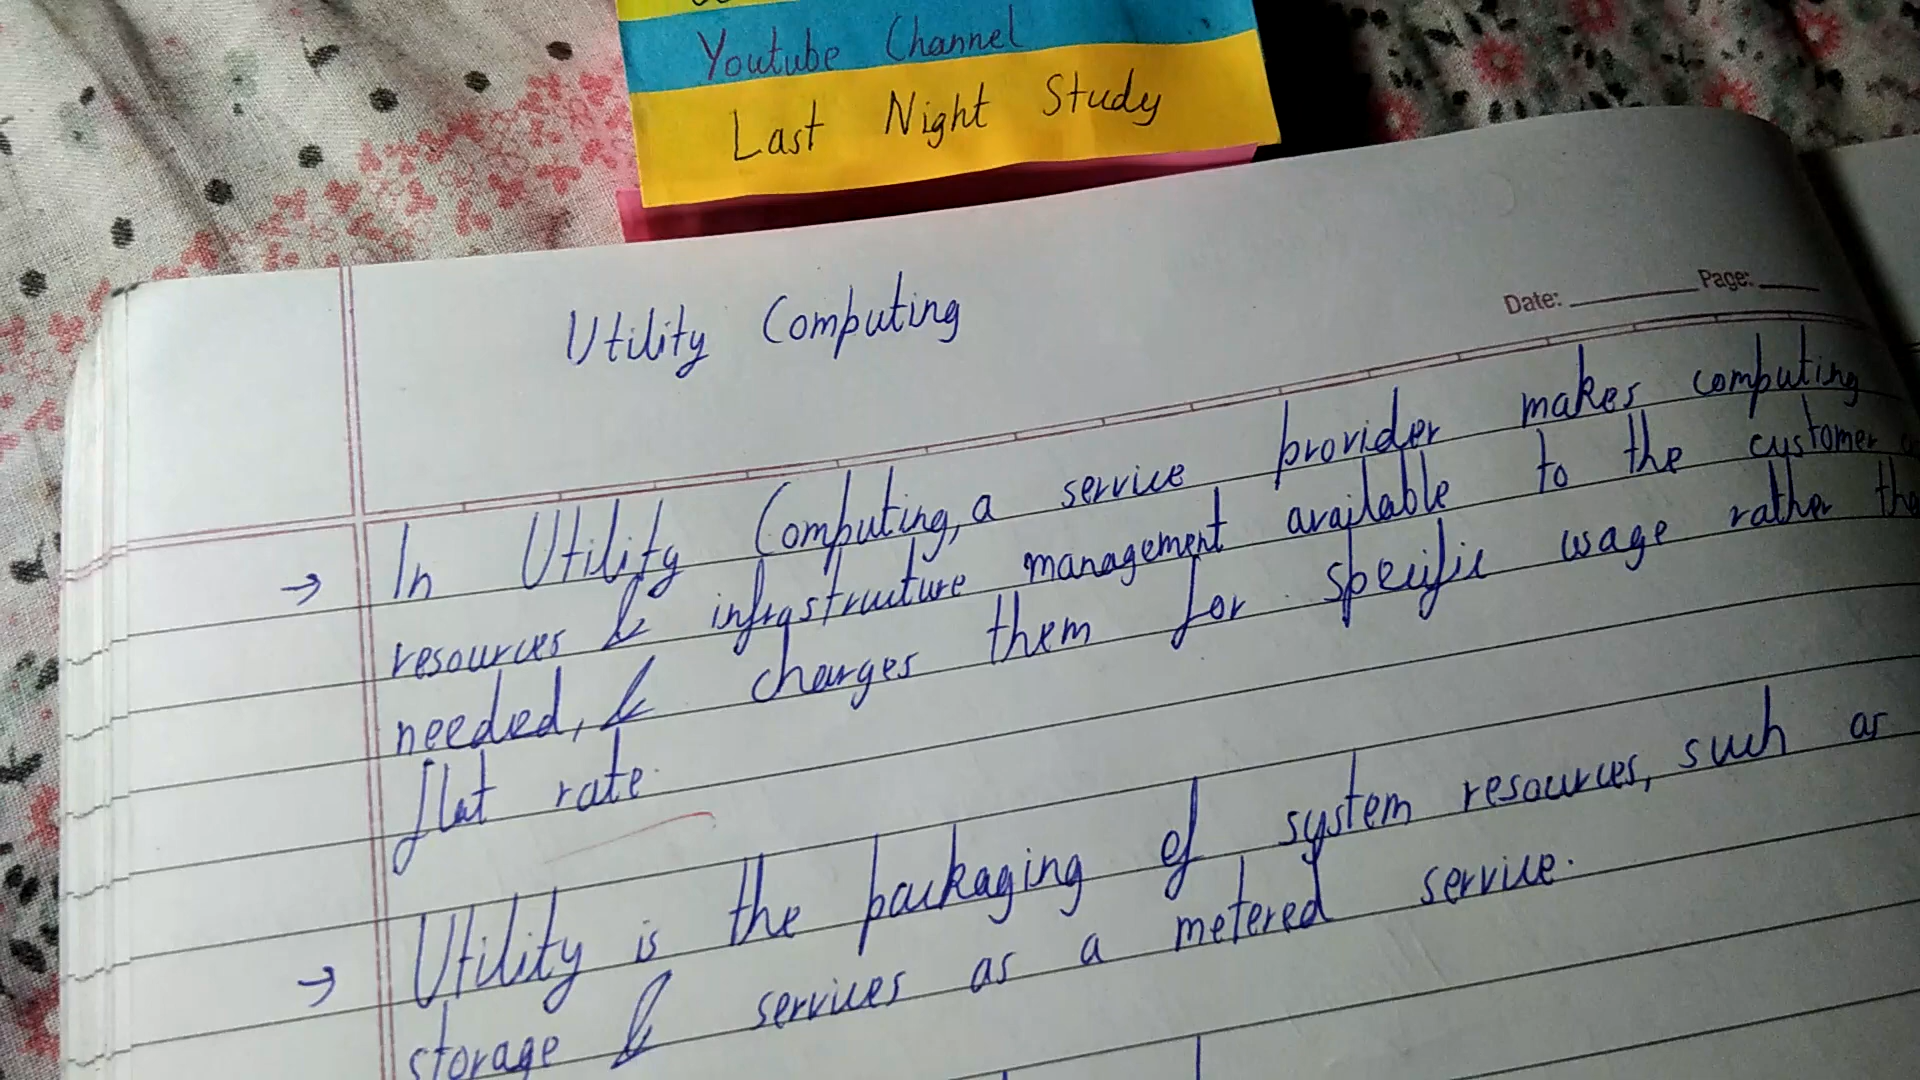 Youtube Channel
Last Night Study
Utility Computing
Date: Page:
→ In Utility Computing, a service provider makes computing
resources & infrastructure management available to the customer
needed, & charges them for specific usage rather
flat rate.
→ Utility is the packaging of system resources, such as
storage & services as a metered service.